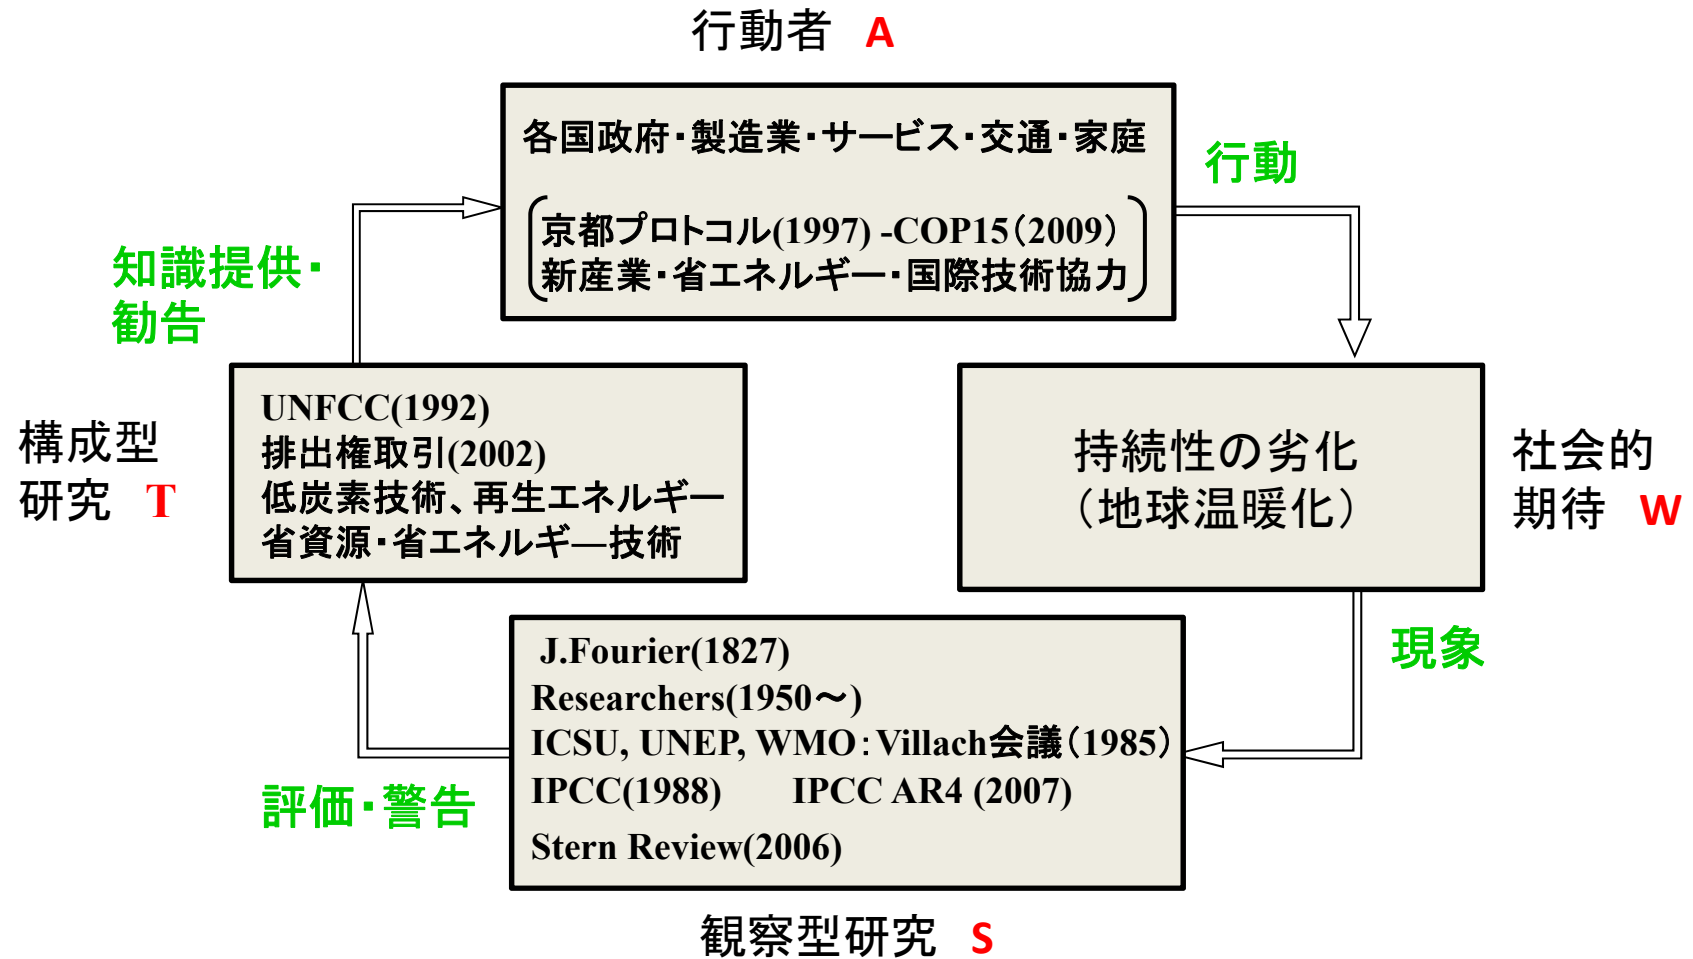 行動者 A
各国政府・製造業・サービス・交通・家庭
京都プロトコル(1997) -COP15（2009）
新産業・省エネルギー・国際技術協力
行動
知識提供・
勧告
UNFCC(1992)
排出権取引(2002)
低炭素技術、再生エネルギー
省資源・省エネルギ―技術
構成型
研究 T
持続性の劣化
（地球温暖化）
社会的
期待 W
現象
J.Fourier(1827)
Researchers(1950～)
ICSU, UNEP, WMO：Villach会議（1985）
IPCC(1988) IPCC AR4 (2007)
Stern Review(2006)
評価・警告
観察型研究 S